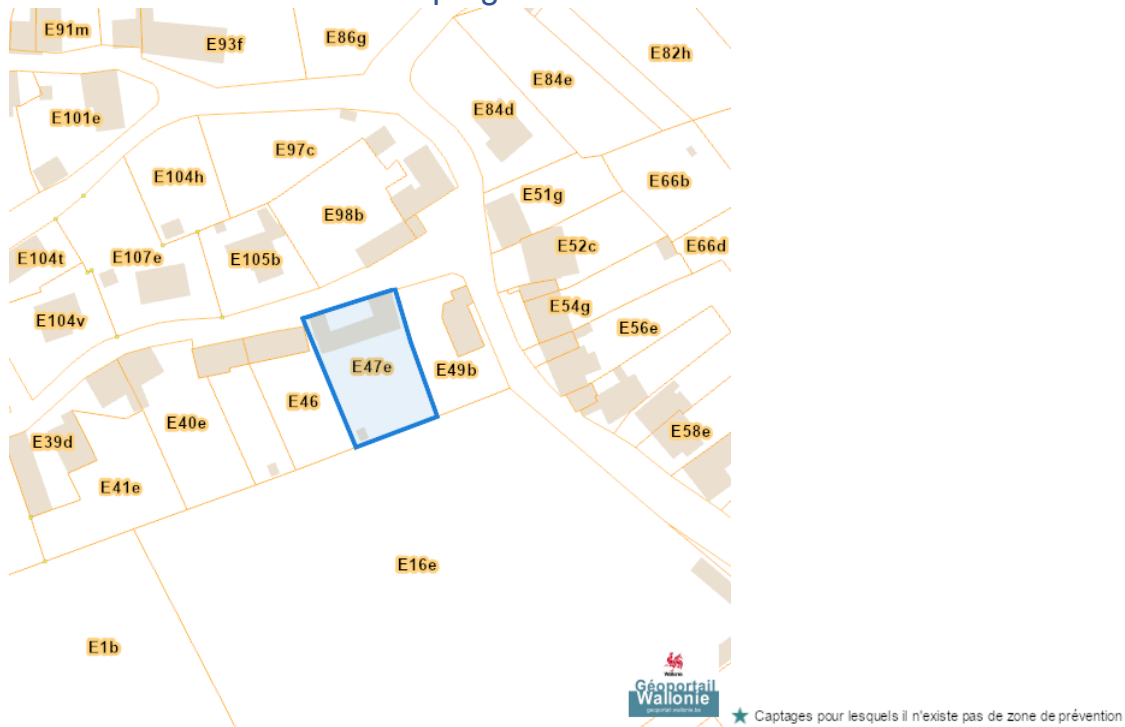 E91m
E93f
E86g
E82h
E84e
E84d
E101e
E97c
E104h
E66b
E51g
E98b
E52c
E66d
E104t
E107e
E105b
E54g
E104v
E56e
E47e
E49b
E46
E40e
E58e
E39d
E41e
E16e
E1b
Wallonie
Géoportail
Wallonie
geoportail.wallonie.be
Captages pour lesquels il n'existe pas de zone de prévention